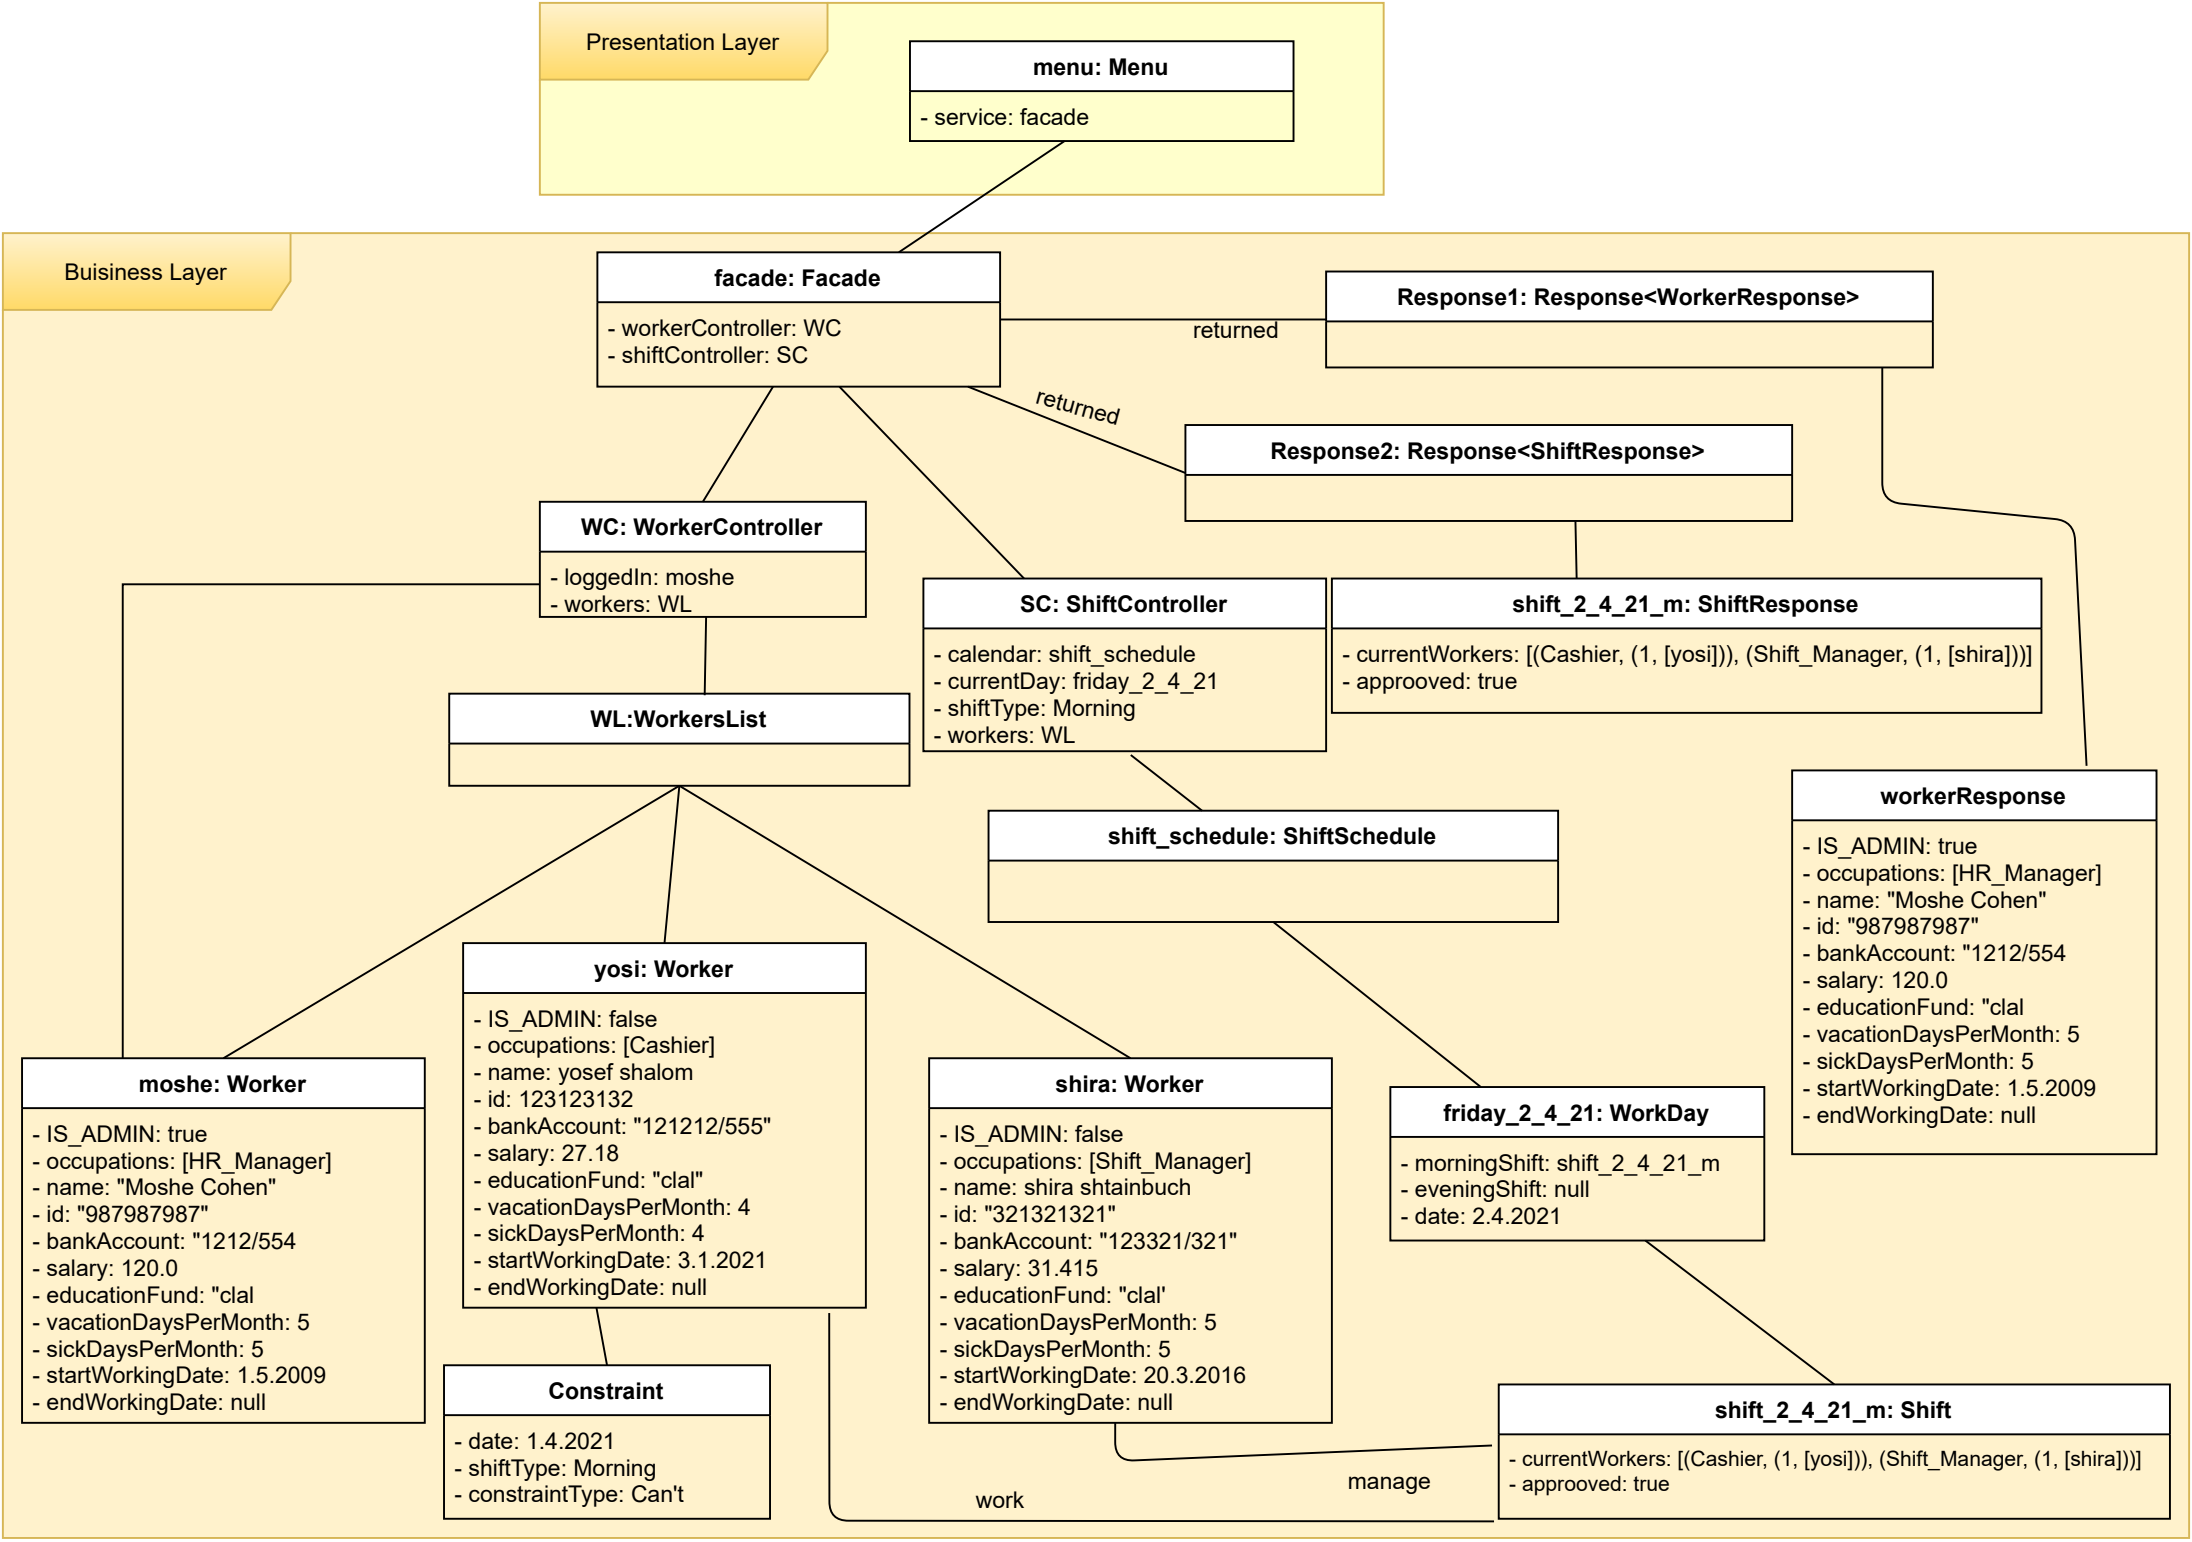 Presentation Layer
menu: Menu
- service: facade
Buisiness Layer
facade: Facade
- workerController: WC
- shiftController: SC
returned
Response1: Response<WorkerResponse>
returned
Response2: Response<ShiftResponse>
WC: WorkerController
- loggedIn: moshe
- workers: WL
SC: ShiftController
- calendar: shift_schedule
- currentDay: friday_2_4_21
- shiftType: Morning
- workers: WL
shift_2_4_21_m: ShiftResponse
- currentWorkers: [(Cashier, (1, [yosi])), (Shift_Manager, (1, [shira]))]
- approoved: true
WL:WorkersList
shift_schedule: ShiftSchedule
workerResponse
- IS_ADMIN: true
- occupations: [HR_Manager]
- name: "Moshe Cohen"
- id: "987987987"
- bankAccount: "1212/554
- salary: 120.0
- educationFund: "clal
- vacationDaysPerMonth: 5
- sickDaysPerMonth: 5
- startWorkingDate: 1.5.2009
- endWorkingDate: null
yosi: Worker
- IS_ADMIN: false
- occupations: [Cashier]
- name: yosef shalom
- id: 123123132
- bankAccount: "121212/555"
- salary: 27.18
- educationFund: "clal"
- vacationDaysPerMonth: 4
- sickDaysPerMonth: 4
- startWorkingDate: 3.1.2021
- endWorkingDate: null
moshe: Worker
- IS_ADMIN: true
- occupations: [HR_Manager]
- name: "Moshe Cohen"
- id: "987987987"
- bankAccount: "1212/554
- salary: 120.0
- educationFund: "clal
- vacationDaysPerMonth: 5
- sickDaysPerMonth: 5
- startWorkingDate: 1.5.2009
- endWorkingDate: null
shira: Worker
- IS_ADMIN: false
- occupations: [Shift_Manager]
- name: shira shtainbuch
- id: "321321321"
- bankAccount: "123321/321"
- salary: 31.415
- educationFund: "clal'
- vacationDaysPerMonth: 5
- sickDaysPerMonth: 5
- startWorkingDate: 20.3.2016
- endWorkingDate: null
friday_2_4_21: WorkDay
- morningShift: shift_2_4_21_m
- eveningShift: null
- date: 2.4.2021
Constraint
- date: 1.4.2021
- shiftType: Morning
- constraintType: Can't
shift_2_4_21_m: Shift
- currentWorkers: [(Cashier, (1, [yosi])), (Shift_Manager, (1, [shira]))]
- approoved: true
manage
work